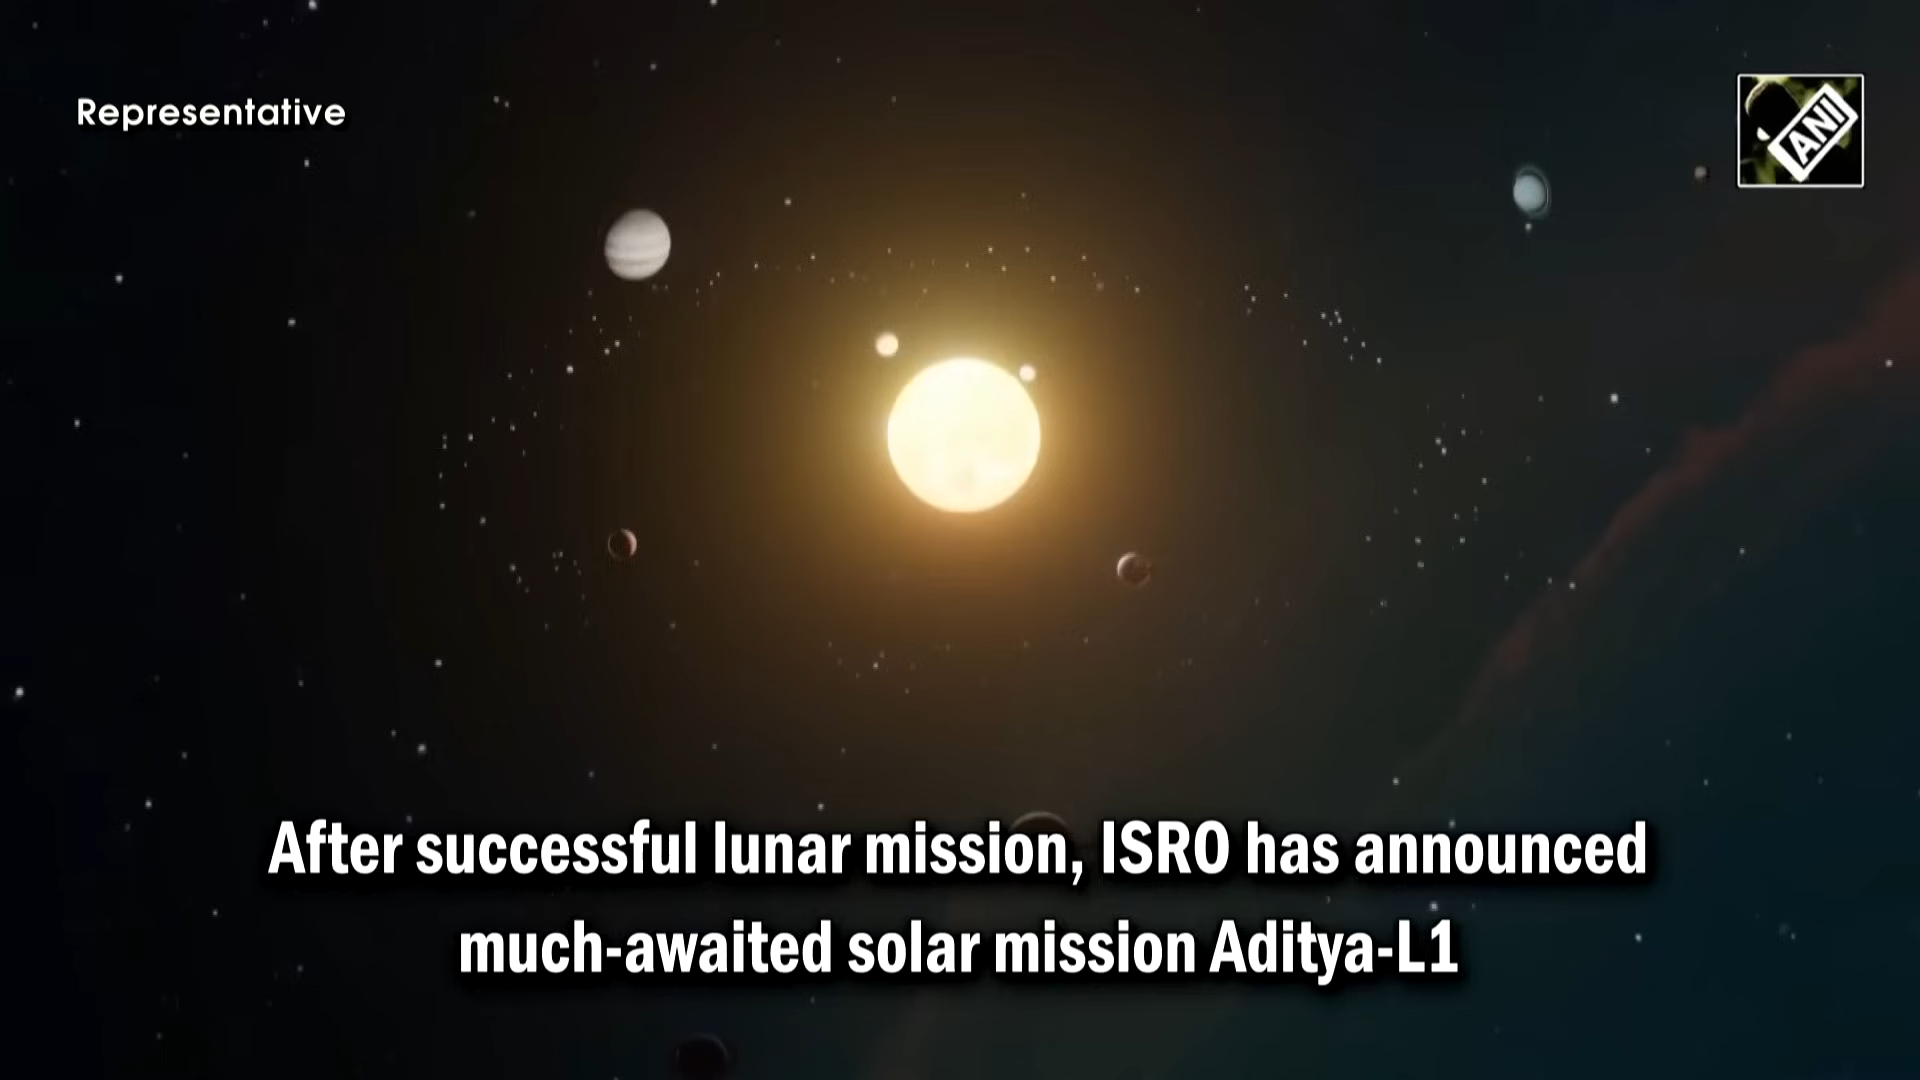 Representative
ANI
After successful lunar mission, ISRO has announced
much-awaited solar mission Aditya-L1